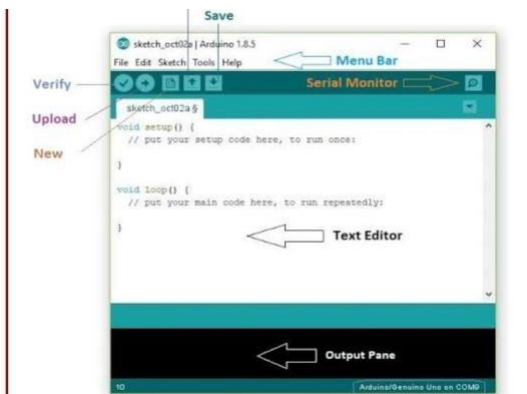 Save
sketch_oct02a | Arduino 1.8.5
File Edit Sketch Tools Help
Menu Bar
Verify
Serial Monitor
sketch_oct02a §
Upload
void setup() {
// put your setup code here, to run once:
New
}
void loop() {
// put your main code here, to run repeatedly:
}
Text Editor
Output Pane
10
Arduino/Genuino Uno on COM9